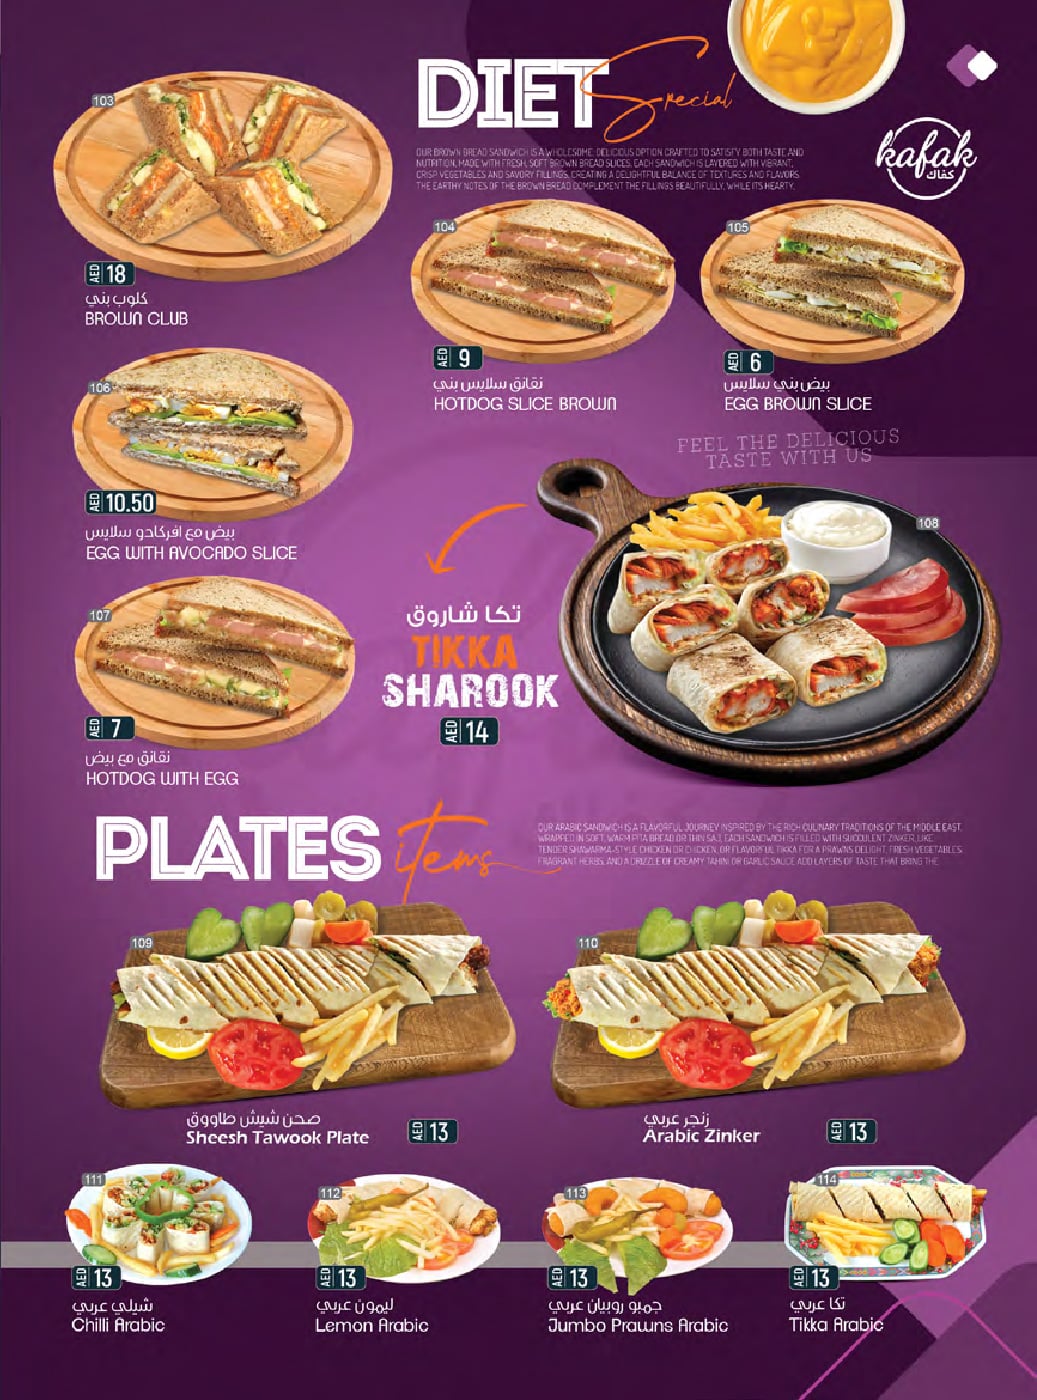 DIET Special
OUR BROWN BREAD SANDWICH IS A WHOLESOME, DELICIOUS OPTION CRAFTED TO SATISFY BOTH TASTE AND
NUTRITION. MADE WITH FRESH, SOFT BROWN BREAD SLICES, EACH SANDWICH IS LAYERED WITH VIBRANT,
CRISP VEGETABLES AND SAVORY FILLINGS, CREATING A DELIGHTFUL BALANCE OF TEXTURES AND FLAVORS.
THE EARTHY NOTES OF THE BROWN BREAD COMPLEMENT THE FILLINGS BEAUTIFULLY, WHILE ITS HEARTY.
kafak
كفاك
103
AED 18
كلوب بني
BROWN CLUB
104
AED 9
نقانق سلايس بني
HOTDOG SLICE BROWN
105
AED 6
بيض بني سلايس
EGG BROWN SLICE
106
AED 10.50
بيض مع افركادو سلايس
EGG WITH AVOCADO SLICE
FEEL THE DELICIOUS
TASTE WITH US
107
AED 7
نقانق مع بيض
HOTDOG WITH EGG
108
تكا شاروق
TIKKA
SHAROOK
AED 14
PLATES items
OUR ARABIC SANDWICH IS A FLAVORFUL JOURNEY INSPIRED BY THE RICH CULINARY TRADITIONS OF THE MIDDLE EAST.
WRAPPED IN SOFT, WARM PITA BREAD OR THIN SAJ, EACH SANDWICH IS FILLED WITH SUCCULENT ZINKER, LIKE
TENDER SHAWARMA-STYLE CHICKEN OR CHICKEN, OR FLAVORFUL TIKKA FOR A PRAWNS DELIGHT, FRESH VEGETABLES,
FRAGRANT HERBS, AND A DRIZZLE OF CREAMY TAHINI OR GARLIC SAUCE ADD LAYERS OF TASTE THAT BRING THE
109
صحن شيش طاووق
Sheesh Tawook Plate
AED 13
110
زنجر عربي
Arabic Zinker
AED 13
111
AED 13
شيلي عربي
Chilli Arabic
112
AED 13
ليمون عربي
Lemon Arabic
113
AED 13
جمبو روبيان عربي
Jumbo Prawns Arabic
114
AED 13
تكا عربي
Tikka Arabic